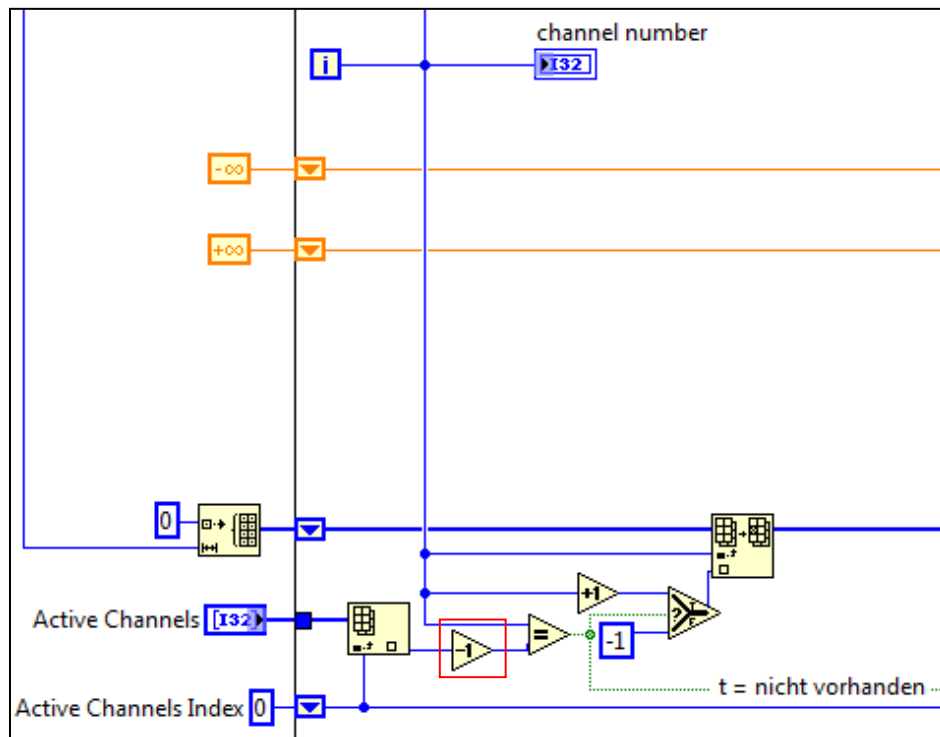 channel number
i
I32
-∞
+∞
0
+1
Active Channels
[I32]
-1
=
?
T
F
-1
t = nicht vorhanden
Active Channels Index
0